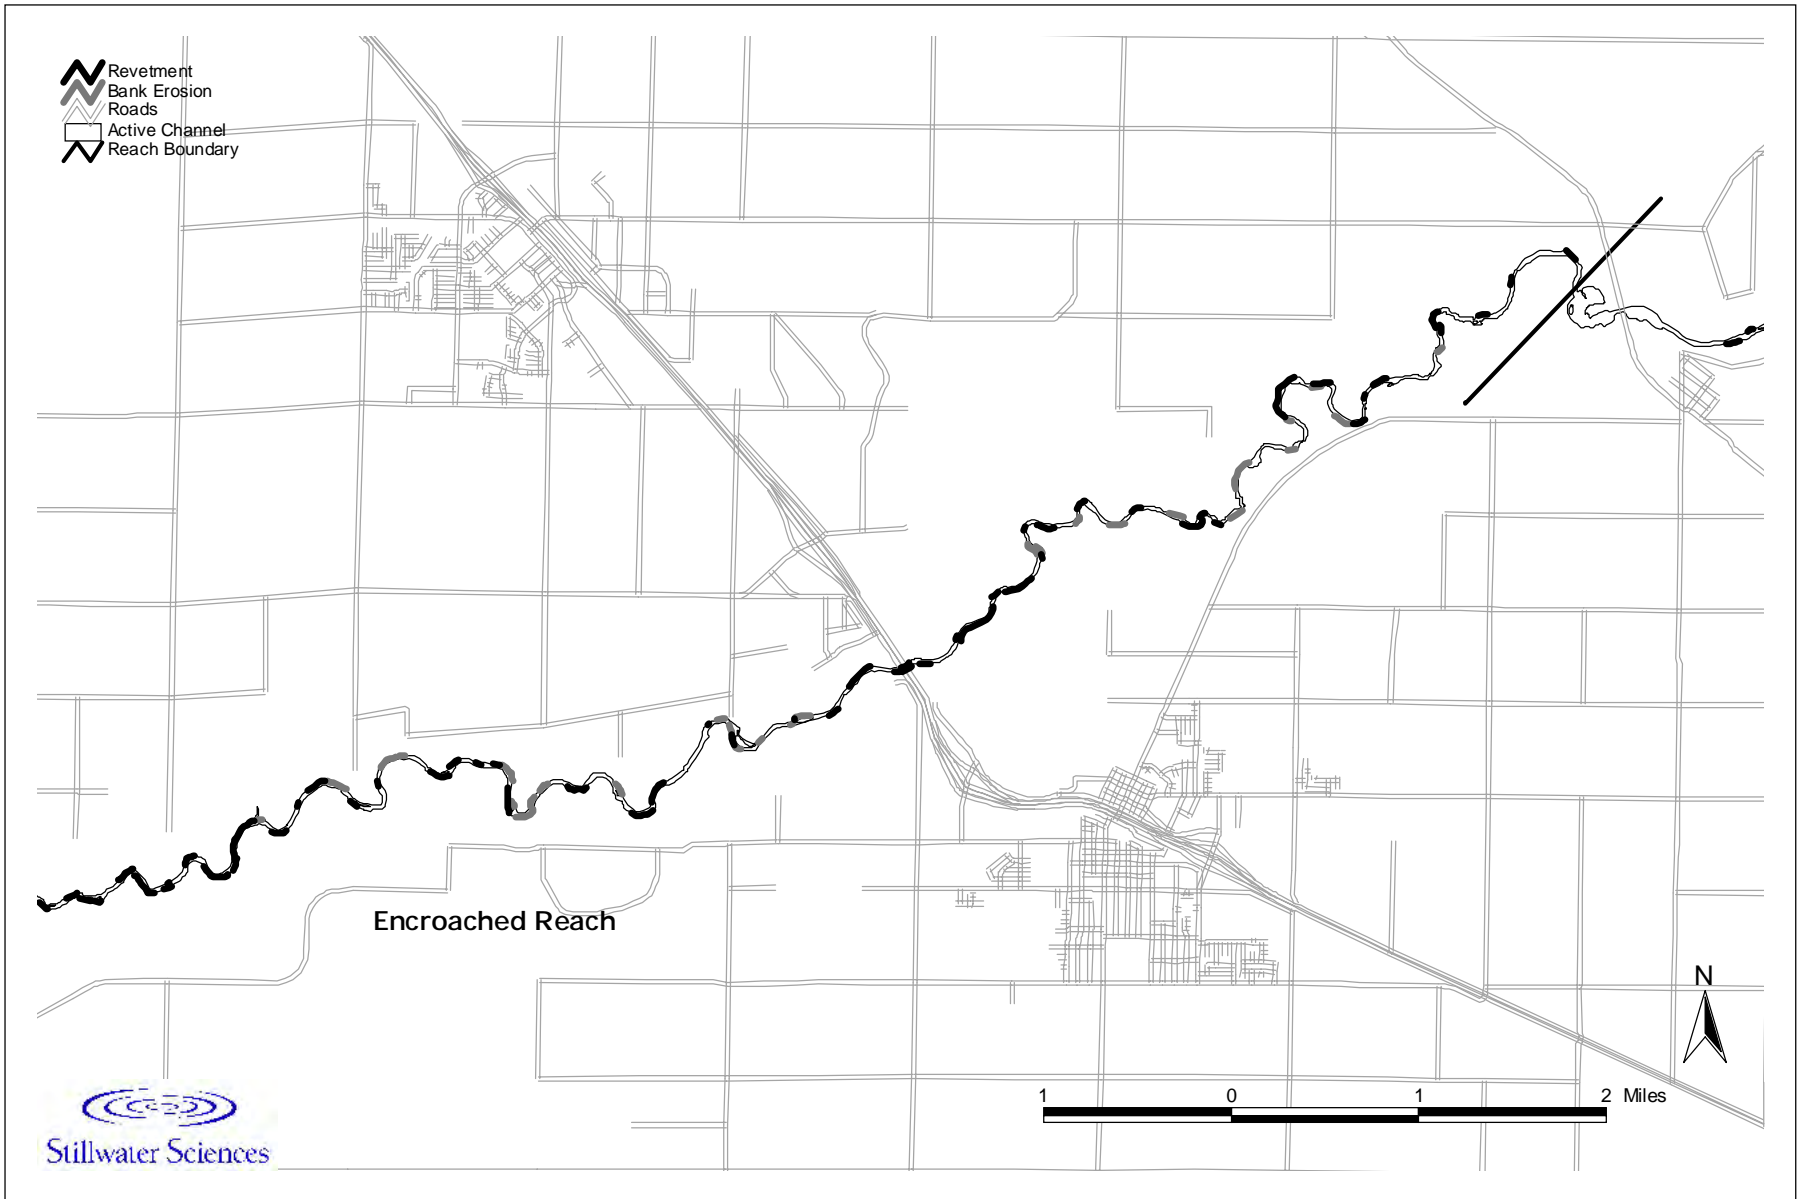 Revetment
Bank Erosion
Roads
Active Channel
Reach Boundary
Encroached Reach
N
1 0 1 2 Miles
Stillwater Sciences